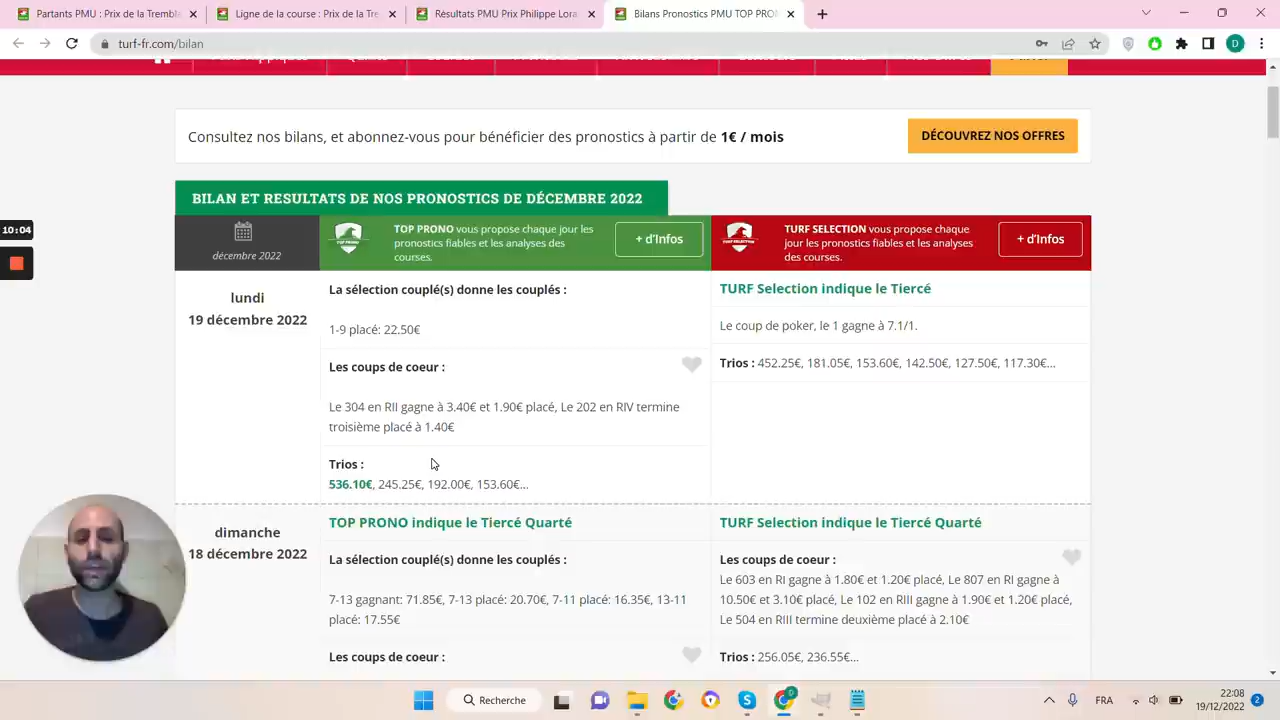 Partants PMU : Prix de la Trembla
Ligne de la course : Prix de la Tre
Résultats PMU Prix Philippe Lora
Bilans Pronostics PMU TOP PRON
turf-fr.com/bilan
D
Consultez nos bilans, et abonnez-vous pour bénéficier des pronostics à partir de 1€ / mois
DÉCOUVREZ NOS OFFRES
BILAN ET RESULTATS DE NOS PRONOSTICS DE DÉCEMBRE 2022
décembre 2022
TOP PRONO
TOP PRONO vous propose chaque jour les
pronostics fiables et les analyses des
courses.
+ d'Infos
TURF SELECTION
TURF SELECTION vous propose chaque
jour les pronostics fiables et les analyses
des courses.
+ d'Infos
10:04
lundi
19 décembre 2022
La sélection couplé(s) donne les couplés :
1-9 placé: 22.50€
Les coups de coeur :
Le 304 en RII gagne à 3.40€ et 1.90€ placé, Le 202 en RIV termine
troisième placé à 1.40€
Trios :
536.10€, 245.25€, 192.00€, 153.60€...
TURF Selection indique le Tiercé
Le coup de poker, le 1 gagne à 7.1/1.
Trios : 452.25€, 181.05€, 153.60€, 142.50€, 127.50€, 117.30€...
dimanche
18 décembre 2022
TOP PRONO indique le Tiercé Quarté
La sélection couplé(s) donne les couplés :
7-13 gagnant: 71.85€, 7-13 placé: 20.70€, 7-11 placé: 16.35€, 13-11
placé: 17.55€
Les coups de coeur :
TURF Selection indique le Tiercé Quarté
Les coups de coeur :
Le 603 en RI gagne à 1.80€ et 1.20€ placé, Le 807 en RI gagne à
10.50€ et 3.10€ placé, Le 102 en RIII gagne à 1.90€ et 1.20€ placé,
Le 504 en RIII termine deuxième placé à 2.10€
Trios : 256.05€, 236.55€...
Recherche
FRA
22:08
19/12/2022
2